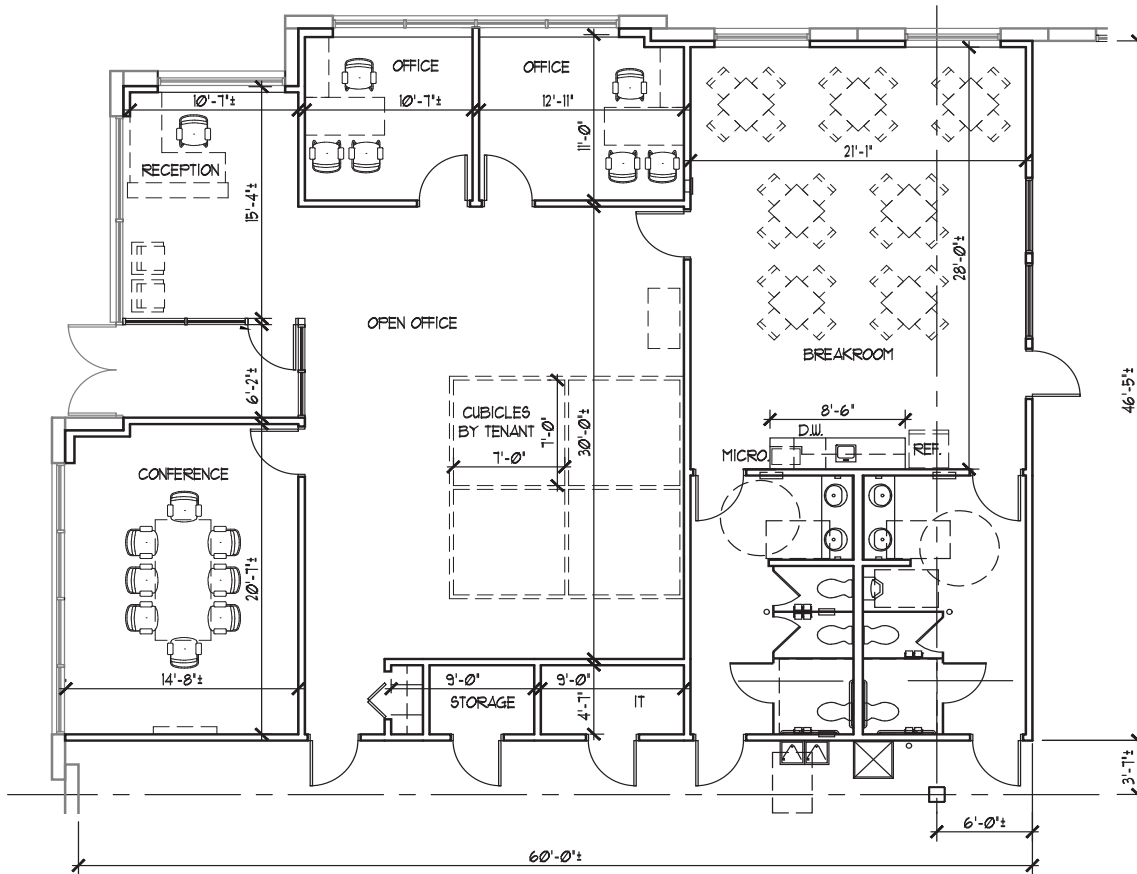 OFFICE
OFFICE
10'-7"±
10'-7"±
12'-11"
11'-0"
21'-1"
RECEPTION
15'-4"±
28'-0"±
OPEN OFFICE
BREAKROOM
6'-2"±
46'-5"±
CUBICLES
BY TENANT
7'-0"
7'-0"
30'-0"±
8'-6"
D.W.
MICRO.
REF.
CONFERENCE
20'-7"±
14'-8"±
9'-0"
9'-0"
STORAGE
IT
4'-7"
3'-7"±
6'-0"±
60'-0"±